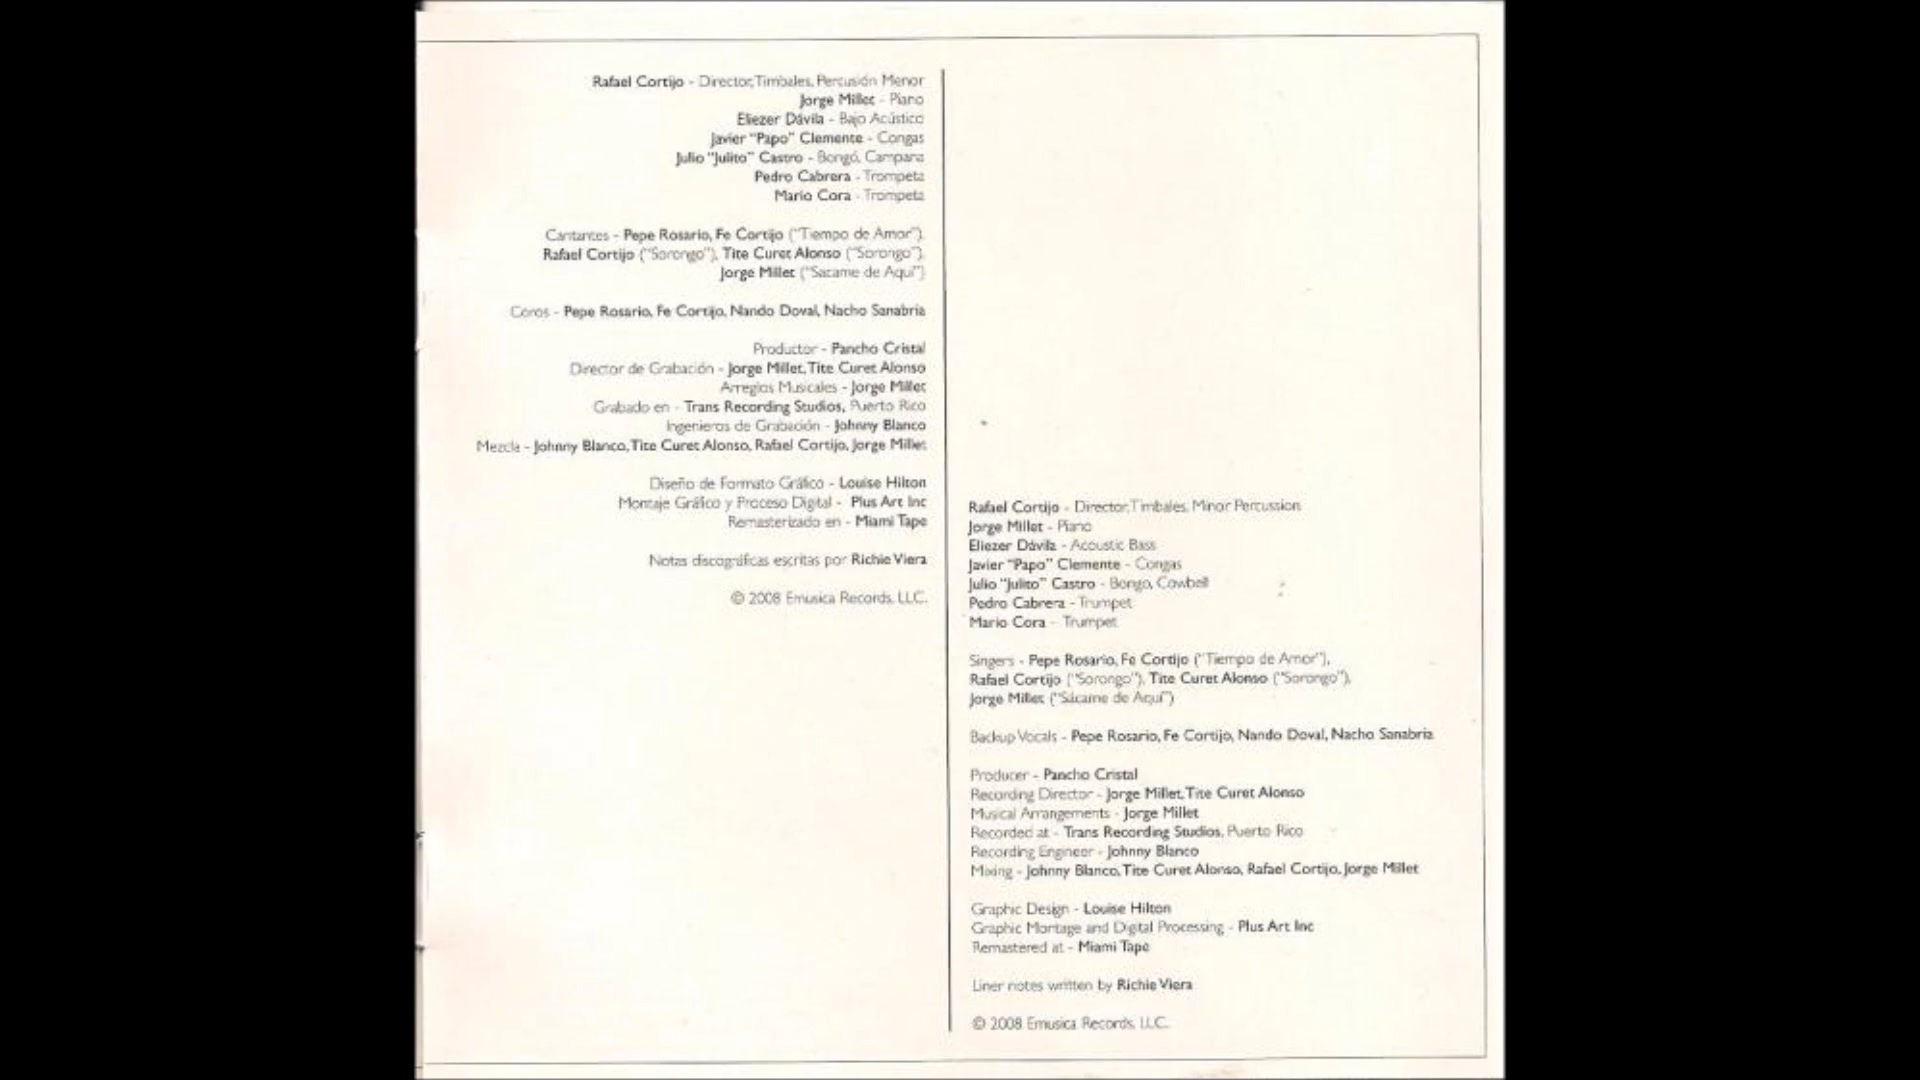 Rafael Cortijo - Director, Timbales, Percusión Menor
Jorge Millet - Piano
Eliezer Dávila - Bajo Acústico
Javier "Papo" Clemente - Congas
Julio "Julito" Castro - Bongó, Campana
Pedro Cabrera - Trompeta
Mario Cora - Trompeta
Cantantes - Pepe Rosario, Fe Cortijo ("Tiempo de Amor"),
Rafael Cortijo ("Sorongo"), Tite Curet Alonso ("Sorongo"),
Jorge Millet ("Sacame de Aquí")
Coros - Pepe Rosario, Fe Cortijo, Nando Doval, Nacho Sanabria
Productor - Pancho Cristal
Director de Grabación - Jorge Millet, Tite Curet Alonso
Arreglos Musicales - Jorge Millet
Grabado en - Trans Recording Studios, Puerto Rico
Ingenieros de Grabación - Johnny Blanco
Mezcla - Johnny Blanco, Tite Curet Alonso, Rafael Cortijo, Jorge Millet
Diseño de Formato Gráfico - Louise Hilton
Montaje Gráfico y Proceso Digital - Plus Art Inc
Remasterizado en - Miami Tape
Notas discográficas escritas por Richie Viera
© 2008 Emusica Records, LLC.
Rafael Cortijo - Director, Timbales, Minor Percussion
Jorge Millet - Piano
Eliezer Dávila - Acoustic Bass
Javier "Papo" Clemente - Congas
Julio "Julito" Castro - Bongo, Cowbell
Pedro Cabrera - Trumpet
Mario Cora - Trumpet
Singers - Pepe Rosario, Fe Cortijo ("Tiempo de Amor"),
Rafael Cortijo ("Sorongo"), Tite Curet Alonso ("Sorongo"),
Jorge Millet ("Sácame de Aquí")
Backup Vocals - Pepe Rosario, Fe Cortijo, Nando Doval, Nacho Sanabria
Producer - Pancho Cristal
Recording Director - Jorge Millet, Tite Curet Alonso
Musical Arrangements - Jorge Millet
Recorded at - Trans Recording Studios, Puerto Rico
Recording Engineer - Johnny Blanco
Mixing - Johnny Blanco, Tite Curet Alonso, Rafael Cortijo, Jorge Millet
Graphic Design - Louise Hilton
Graphic Montage and Digital Processing - Plus Art Inc
Remastered at - Miami Tape
Liner notes written by Richie Viera
© 2008 Emusica Records, LLC.